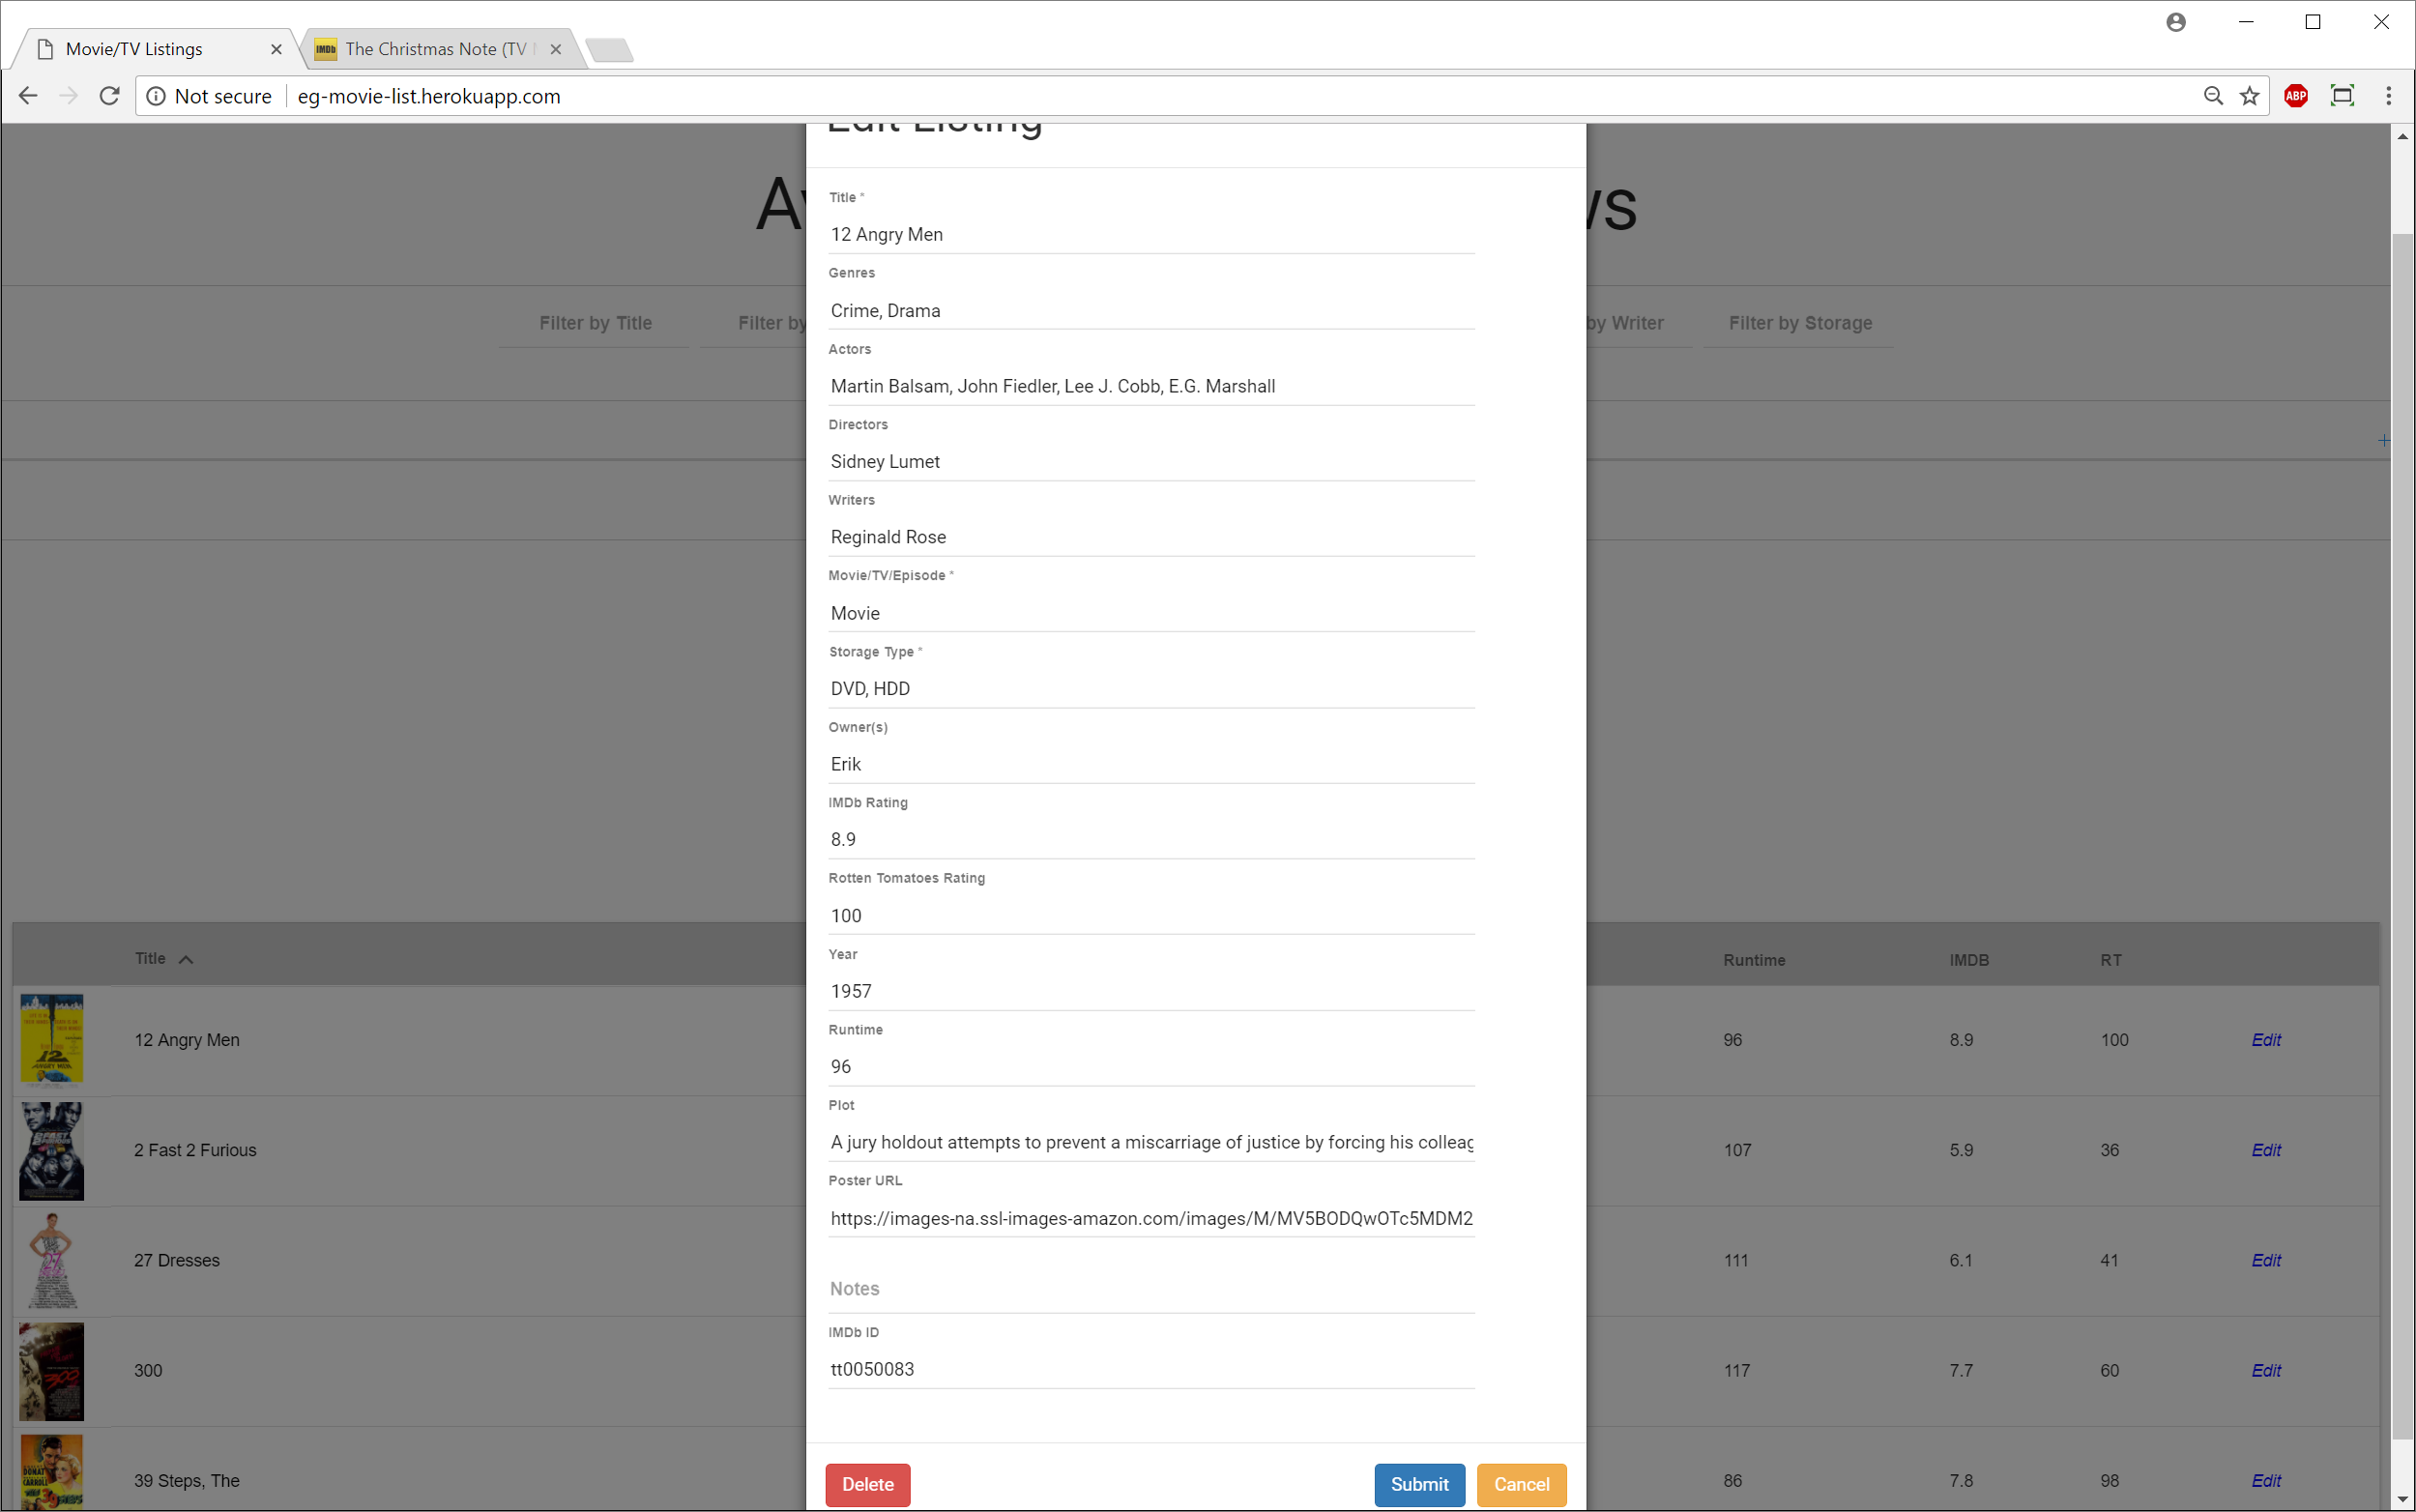 Movie/TV Listings
IMDb The Christmas Note (TV
Not secure eg-movie-list.herokuapp.com
ABP
Edit Listing
Title *
12 Angry Men
Genres
Crime, Drama
Filter by Title
by Writer
Filter by Storage
Actors
Martin Balsam, John Fiedler, Lee J. Cobb, E.G. Marshall
Directors
Sidney Lumet
Writers
Reginald Rose
Movie/TV/Episode *
Movie
Storage Type *
DVD, HDD
Owner(s)
Erik
IMDb Rating
8.9
Rotten Tomatoes Rating
100
Year
1957
Runtime
96
Plot
A jury holdout attempts to prevent a miscarriage of justice by forcing his colleag
Poster URL
https://images-na.ssl-images-amazon.com/images/M/MV5BODQwOTc5MDM2
Notes
IMDb ID
tt0050083
Delete Submit Cancel
Title Runtime IMDB RT
12 Angry Men 96 8.9 100 Edit
2 Fast 2 Furious 107 5.9 36 Edit
27 Dresses 111 6.1 41 Edit
300 117 7.7 60 Edit
39 Steps, The 86 7.8 98 Edit